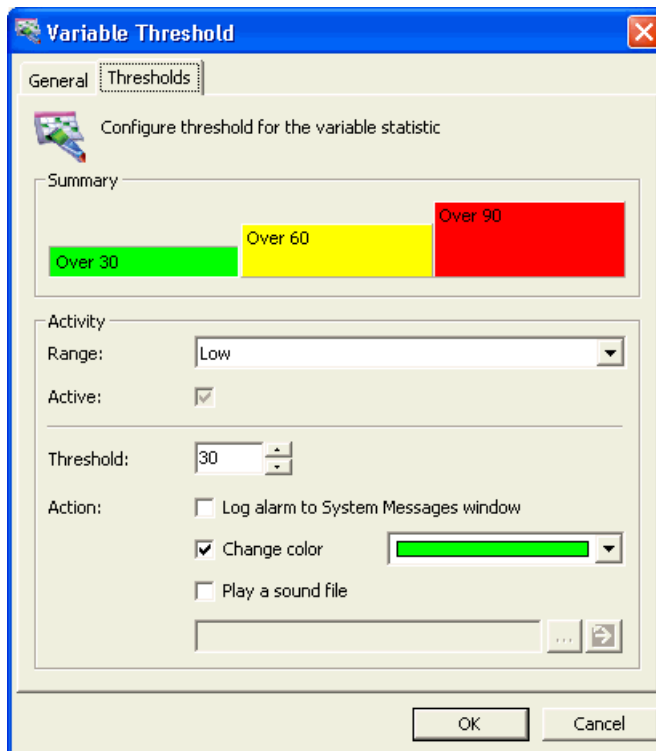 Variable Threshold
General
Thresholds
Configure threshold for the variable statistic
Summary
Over 30
Over 60
Over 90
Activity
Range:
Low
Active:
Threshold:
30
Action:
Log alarm to System Messages window
Change color
Play a sound file
...
OK
Cancel